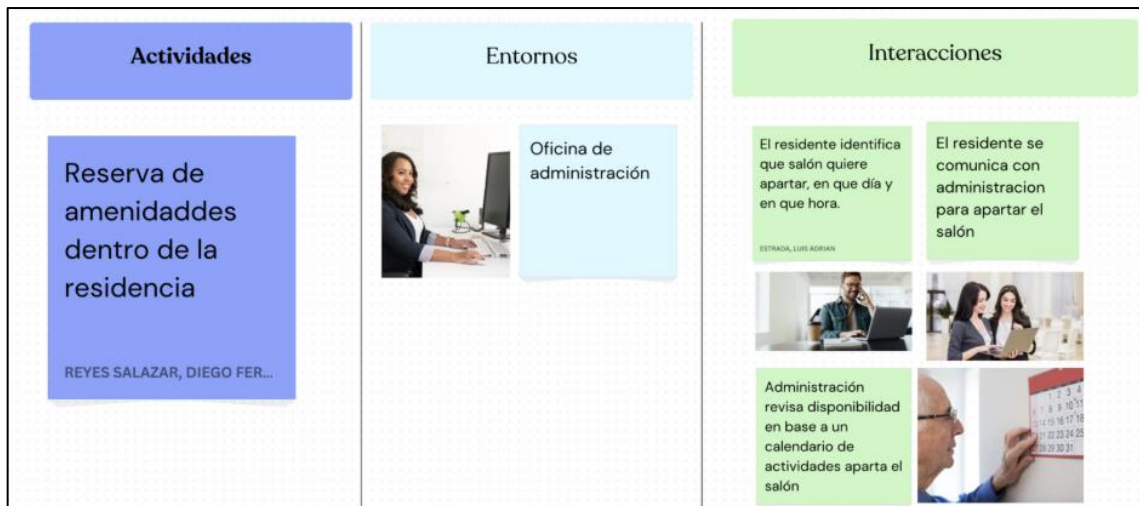 Actividades
Entornos
Interacciones
Reserva de
amenidaddes
dentro de la
residencia
REYES SALAZAR, DIEGO FER...
Oficina de
administración
El residente identifica
que salón quiere
apartar, en que día y
en que hora.
ESTRADA, LUIS ADRIAN
El residente se
comunica con
administracion
para apartar el
salón
Administración
revisa disponibilidad
en base a un
calendario de
actividades aparta el
salón